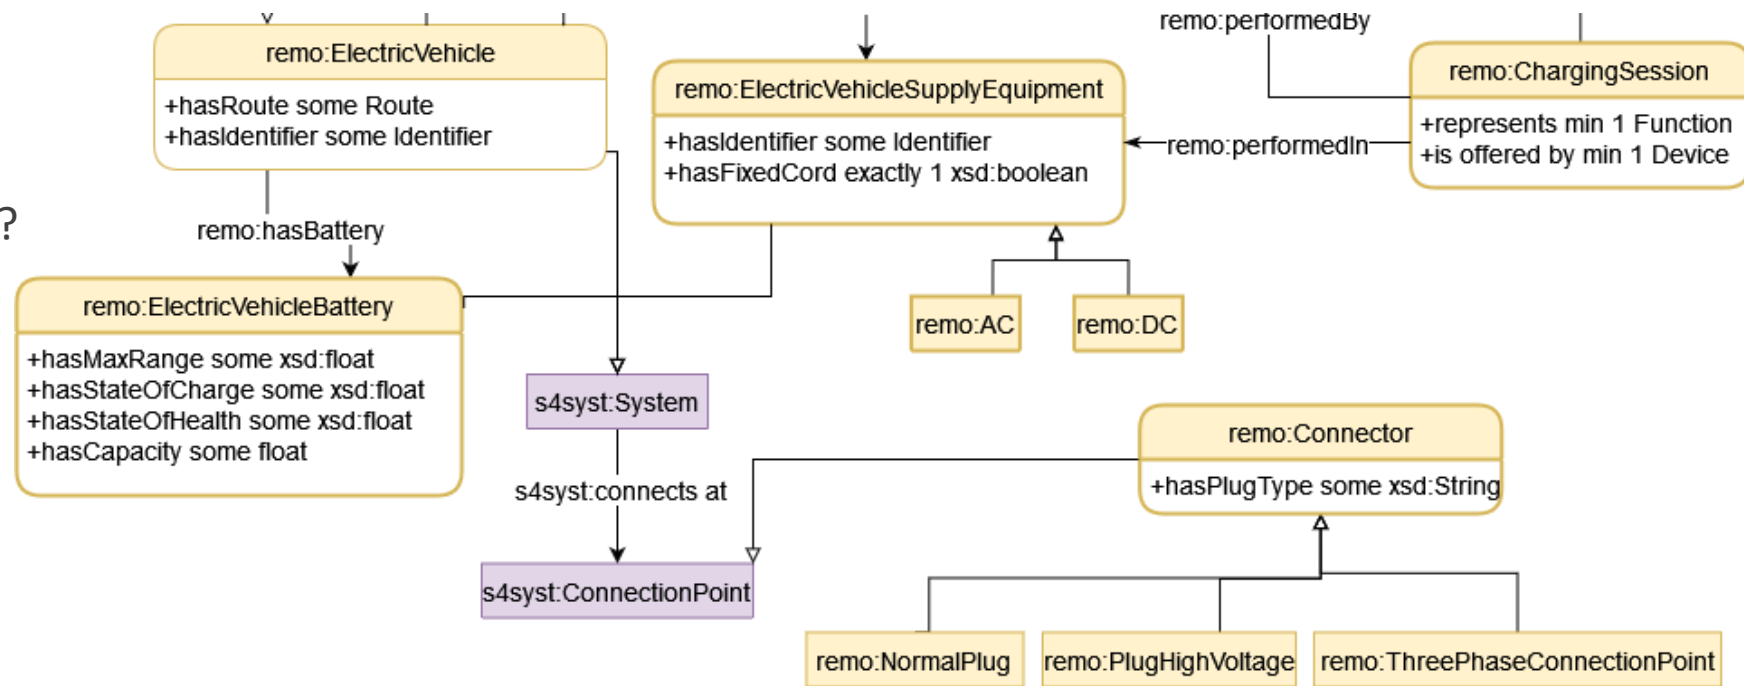 remo:performedBy
remo:ElectricVehicle
+hasRoute some Route
+hasIdentifier some Identifier
remo:ElectricVehicleSupplyEquipment
+hasIdentifier some Identifier
+hasFixedCord exactly 1 xsd:boolean
remo:ChargingSession
+represents min 1 Function
+is offered by min 1 Device
remo:performedIn
?
remo:hasBattery
remo:ElectricVehicleBattery
+hasMaxRange some xsd:float
+hasStateOfCharge some xsd:float
+hasStateOfHealth some xsd:float
+hasCapacity some float
remo:AC
remo:DC
s4syst:System
s4syst:connects at
s4syst:ConnectionPoint
remo:Connector
+hasPlugType some xsd:String
remo:NormalPlug
remo:PlugHighVoltage
remo:ThreePhaseConnectionPoint